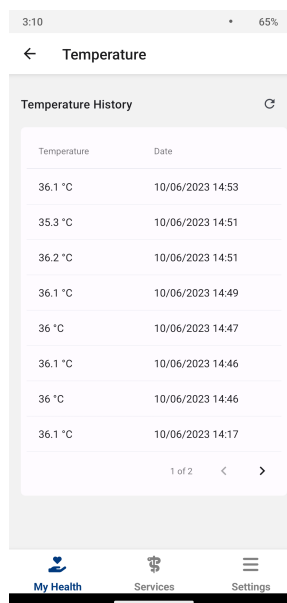 3:10 65%
Temperature
Temperature History
Temperature Date
36.1 °C 10/06/2023 14:53
35.3 °C 10/06/2023 14:51
36.2 °C 10/06/2023 14:51
36.1 °C 10/06/2023 14:49
36 °C 10/06/2023 14:47
36.1 °C 10/06/2023 14:46
36 °C 10/06/2023 14:46
36.1 °C 10/06/2023 14:17
1 of 2
My Health Services Settings